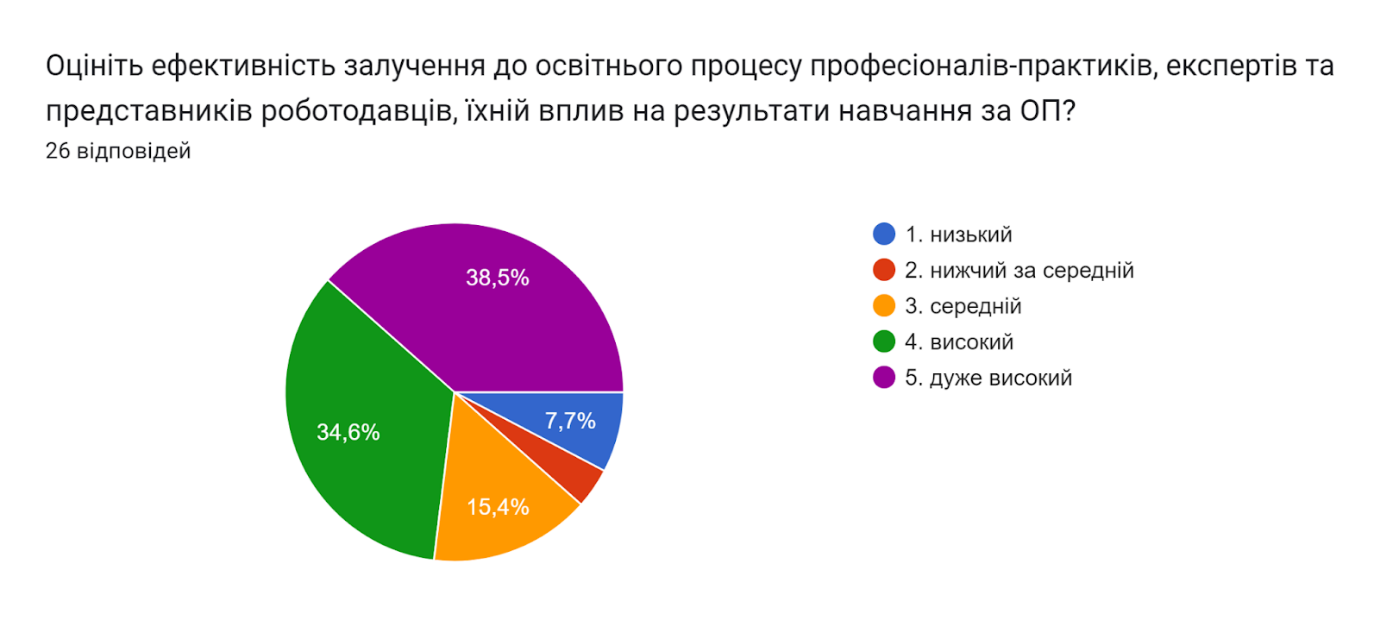 Оцініть ефективність залучення до освітнього процесу професіоналів-практиків, експертів та
представників роботодавців, їхній вплив на результати навчання за ОП?
26 відповідей
38,5%
7,7%
34,6%
15,4%
1. низький
2. нижчий за середній
3. середній
4. високий
5. дуже високий